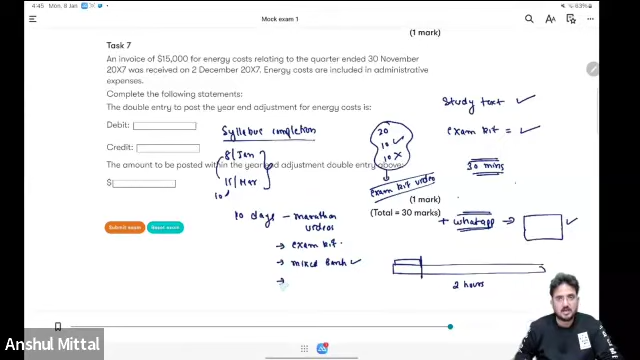 4:45 Mon, 8 Jan
63%
Mock exam 1
(1 mark)
Task 7
An invoice of $15,000 for energy costs relating to the quarter ended 30 November
20X7 was received on 2 December 20X7. Energy costs are included in administrative
expenses.
Complete the following statements:
The double entry to post the year end adjustment for energy costs is:
Debit:
Credit:
The amount to be posted within the year end adjustment double entry above:
$
(1 mark)
(Total = 30 marks)
Submit exam
Reset exam
Syllabus completion
8/Jan
15/Mar
10
10 days - marathon
videos
→ exam kit.
→ mixed bank ✓
→
20
10 ✓
10 X
exam kit video
Study text ✓
exam kit = ✓
30 mins
+ whatapp →
✓
2 hours
Anshul Mittal